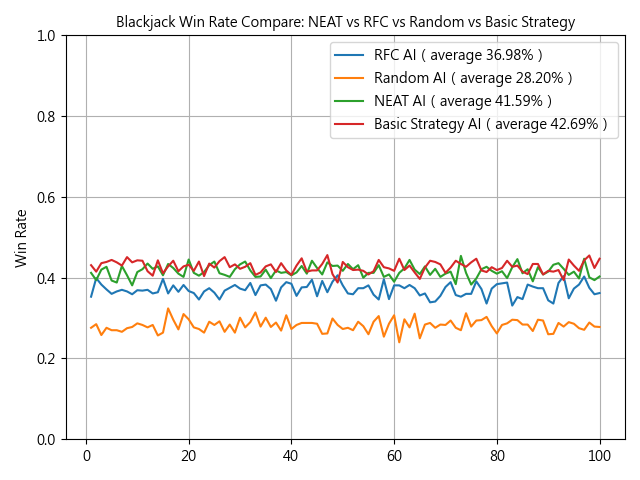 Blackjack Win Rate Compare: NEAT vs RFC vs Random vs Basic Strategy
RFC AI ( average 36.98% )
Random AI ( average 28.20% )
NEAT AI ( average 41.59% )
Basic Strategy AI ( average 42.69% )
Win Rate
1.0
0.8
0.6
0.4
0.2
0.0
0 20 40 60 80 100